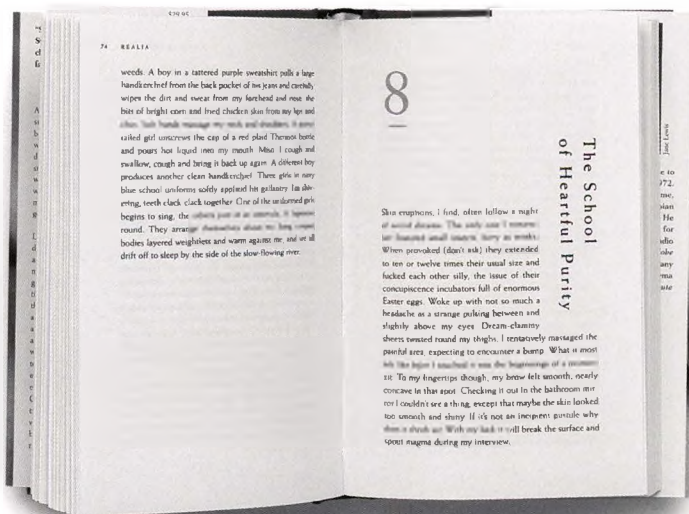 74 REALIA
weeds. A boy in a tattered purple sweatshirt pulls a large
handkerchief from the back pocket of his jeans and carefully
wipes the dirt and sweat from my forehead and nose the
bits of bright corn and fried chicken skin from my lips and
tailed girl unscrews the cap of a red plaid Thermos bottle
and pours hot liquid into my mouth. Miso. I cough and
swallow, cough and bring it back up again. A different boy
produces another clean handkerchief. Three girls in navy
blue school uniforms softly applaud his gallantry. I'm shiv-
ering, teeth clack clack together. One of the uniformed girls
begins to sing, the
round. They arrange
bodies layered weightless and warm against me, and we all
drift off to sleep by the side of the slow-flowing river.
8
The School
of Heartful Purity
Skin eruptions, I find, often follow a night
When provoked (don't ask) they extended
to ten or twelve times their usual size and
fucked each other silly, the issue of their
concupiscence incubators full of enormous
Easter eggs. Woke up with not so much a
headache as a strange pulsing between and
slightly above my eyes. Dream-clammy
sheets twisted round my thighs, I tentatively massaged the
painful area, expecting to encounter a bump. What it most
zit. To my fingertips though, my brow felt smooth, nearly
concave in that spot. Checking it out in the bathroom mir-
ror I couldn't see a thing, except that maybe the skin looked
too smooth and shiny. If it's not an incipient pustule why
will break the surface and
spout magma during my interview.
Jane Lewis